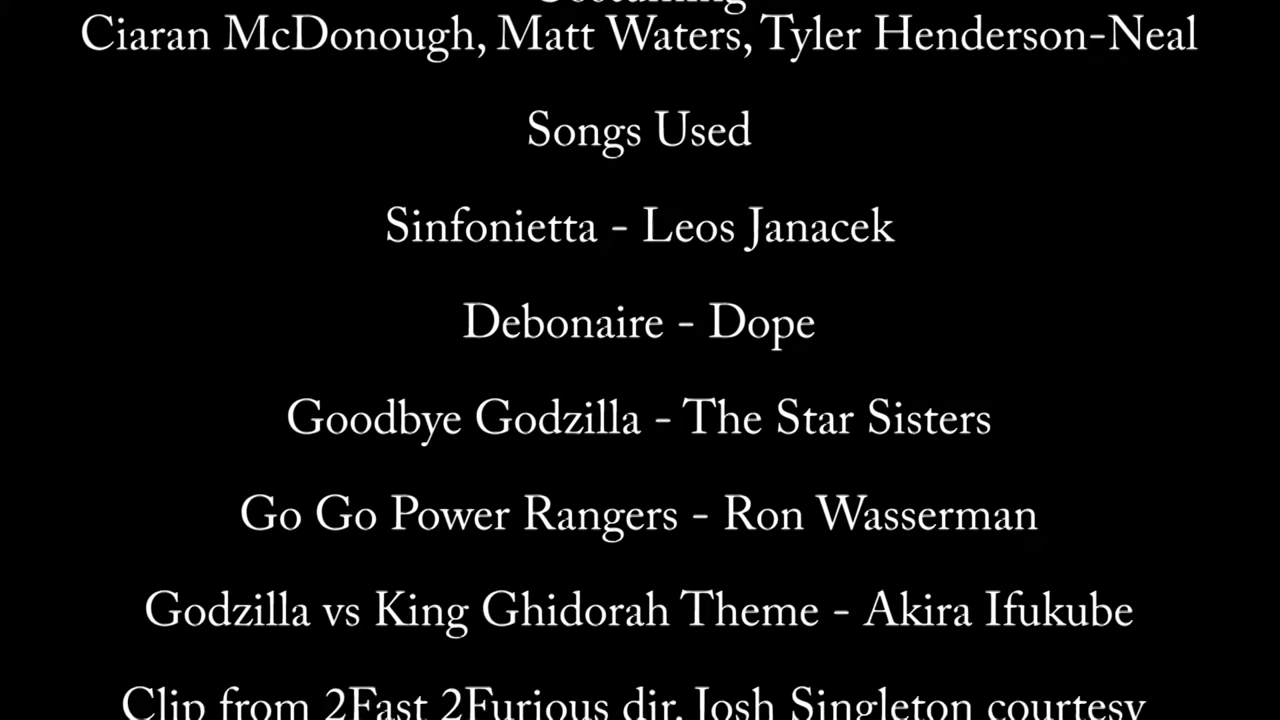 Costuming
Ciaran McDonough, Matt Waters, Tyler Henderson-Neal
Songs Used
Sinfonietta - Leos Janacek
Debonaire - Dope
Goodbye Godzilla - The Star Sisters
Go Go Power Rangers - Ron Wasserman
Godzilla vs King Ghidorah Theme - Akira Ifukube
Clip from 2Fast 2Furious dir. Josh Singleton courtesy